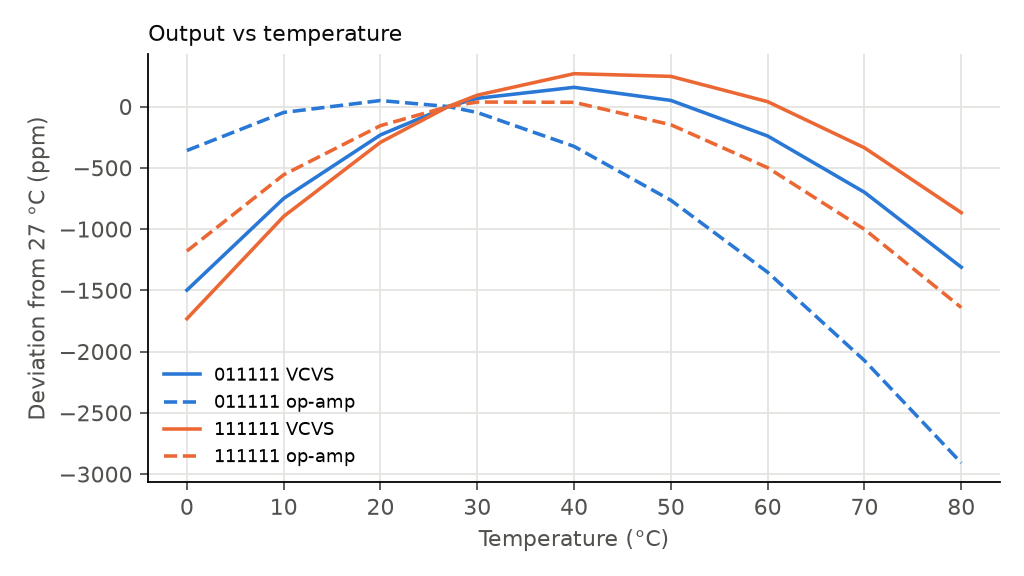 Output vs temperature
Deviation from 27 °C (ppm)
0
−500
−1000
−1500
−2000
−2500
−3000
011111 VCVS
011111 op-amp
111111 VCVS
111111 op-amp
0 10 20 30 40 50 60 70 80
Temperature (°C)